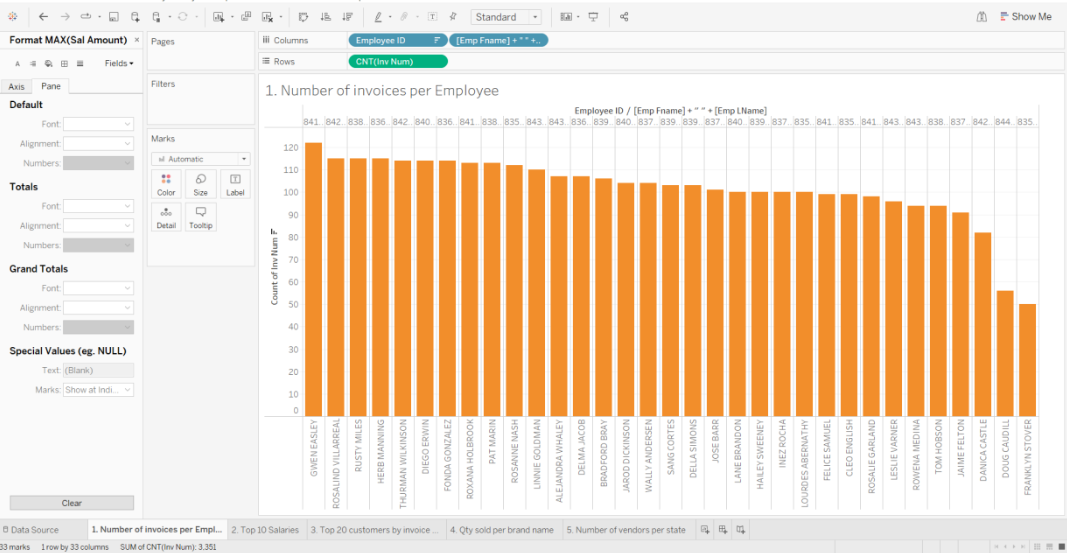 Standard
Show Me
Format MAX(Sal Amount) ×
Fields
Axis Pane
Default
Font:
Alignment:
Numbers:
Totals
Font:
Alignment:
Numbers:
Grand Totals
Font:
Alignment:
Numbers:
Special Values (eg. NULL)
Text: (Blank)
Marks: Show at Indi...
Clear
Pages
Filters
Marks
Automatic
Color Size Label
Detail Tooltip
Columns Employee ID [Emp Fname] + " " +..
Rows CNT(Inv Num)
1. Number of invoices per Employee
Employee ID / [Emp Fname] + " " + [Emp LName]
841.. 842.. 838.. 836.. 842.. 840.. 836.. 841.. 838.. 835.. 843.. 843.. 836.. 839.. 840.. 837.. 839.. 839.. 837.. 840.. 839.. 837.. 835.. 841.. 835.. 841.. 843.. 843.. 838.. 837.. 842.. 844.. 835..
Count of Inv Num
120
110
100
90
80
70
60
50
40
30
20
10
0
GWEN EASLEY
ROSALIND VILLARREAL
RUSTY MILES
HERB MANNING
THURMAN WILKINSON
DIEGO ERWIN
FONDA GONZALEZ
ROXANA HOLBROOK
PAT MARIN
ROSANNE NASH
LINNIE GOLDMAN
ALEJANDRA WHALEY
DELMA JACOB
BRADFORD BRAY
JAROD DICKINSON
WALLY ANDERSEN
SANG CORTES
DELLA SIMONS
JOSE BARR
LANE BRANDON
HAILEY SWEENEY
INEZ ROCHA
LOURDES ABERNATHY
FELICE SAMUEL
CLEO ENGLISH
ROSALIE GARLAND
LESLIE VARNER
ROWENA MEDINA
TOM HOBSON
JAIME FELTON
DANICA CASTLE
DOUG CAUDILL
FRANKLYN STOVER
Data Source 1. Number of invoices per Empl... 2. Top 10 Salaries 3. Top 20 customers by invoice ... 4. Qty sold per brand name 5. Number of vendors per state
33 marks 1 row by 33 columns SUM of CNT(Inv Num): 3,351